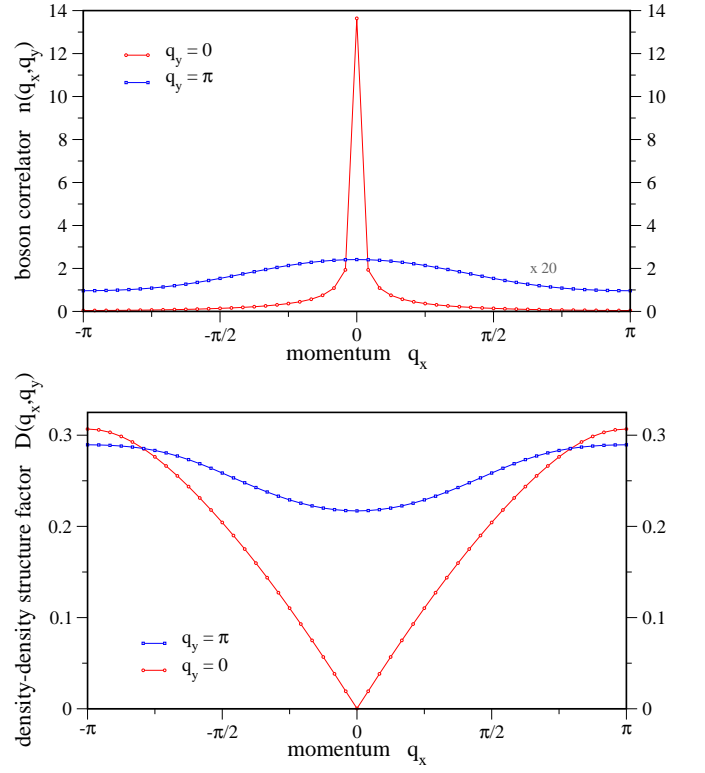 boson correlator n(q_x,q_y)
14
12
10
8
6
4
2
0
14
12
10
8
6
4
2
0
q_y = 0
q_y = π
x 20
-π
-π/2
0
π/2
π
momentum q_x
density-density structure factor D(q_x,q_y)
0.3
0.2
0.1
0
0.3
0.2
0.1
0
q_y = π
q_y = 0
-π
-π/2
0
π/2
π
momentum q_x